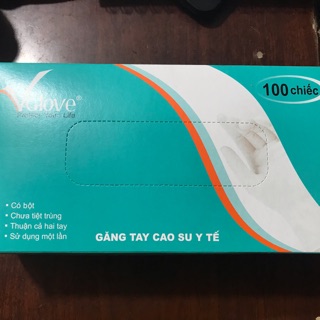 Vglove®
100 chiếc
• Có bột
• Chưa tiệt trùng
• Thuận cả hai tay
• Sử dụng một lần
GĂNG TAY CAO SU Y TẾ